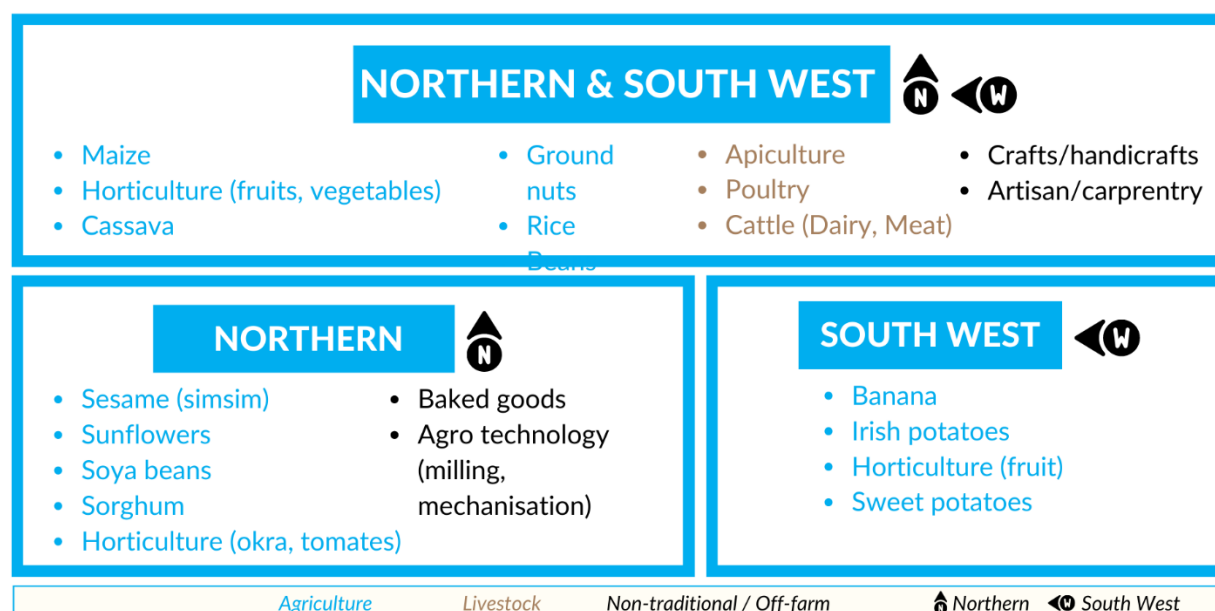 NORTHERN & SOUTH WEST
N
W
• Maize
• Horticulture (fruits, vegetables)
• Cassava
• Ground
nuts
• Rice
Beans
• Apiculture
• Poultry
• Cattle (Dairy, Meat)
• Crafts/handicrafts
• Artisan/carprentry
NORTHERN
N
• Sesame (simsim)
• Sunflowers
• Soya beans
• Sorghum
• Horticulture (okra, tomates)
• Baked goods
• Agro technology
(milling,
mechanisation)
SOUTH WEST
W
• Banana
• Irish potatoes
• Horticulture (fruit)
• Sweet potatoes
Agriculture
Livestock
Non-traditional / Off-farm
N Northern
W South West